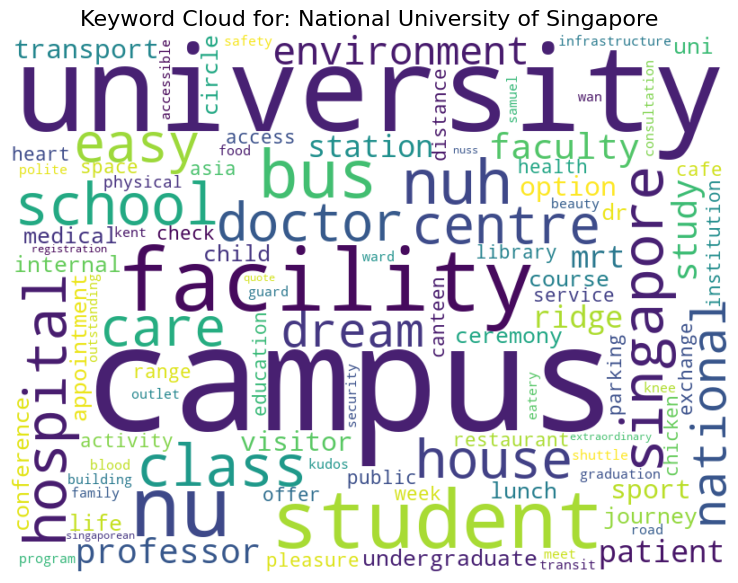 Keyword Cloud for: National University of Singapore
transport
accessible
circle
safety
environment
infrastructure
uni
university
heart
easy
access
station
distance
samuel
wan
faculty
consultation
polite
space
asia
food
nuss
health
cafe
physical
bus
nuh
option
beauty
dr
study
institution
school
doctor
centre
singapore
medical
kent
check
registration
internal
child
ward
library
mrt
facility
quote
guard
canteen
course
service
hospital
appointment
outstanding
care
education
dream
ceremony
ridge
parking
exchange
national
campus
range
outlet
security
eatery
knee
conference
activity
visitor
restaurant
extraordinary
chicken
blood
class
kudos
public
house
shuttle
building
family
offer
week
lunch
graduation
sport
life
nu
student
journey
singaporean
road
program
professor
pleasure
undergraduate
meet
transit
patient